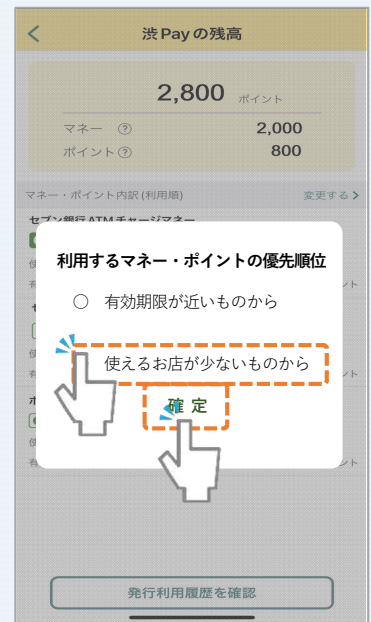 渋Payの残高
2,800 ポイント
マネー ? 2,000
ポイント ? 800
マネー・ポイント内訳(利用順) 変更する >
セブン銀行ATMチャージマネー
利用するマネー・ポイントの優先順位
○ 有効期限が近いものから
使えるお店が少ないものから
確定
発行利用履歴を確認